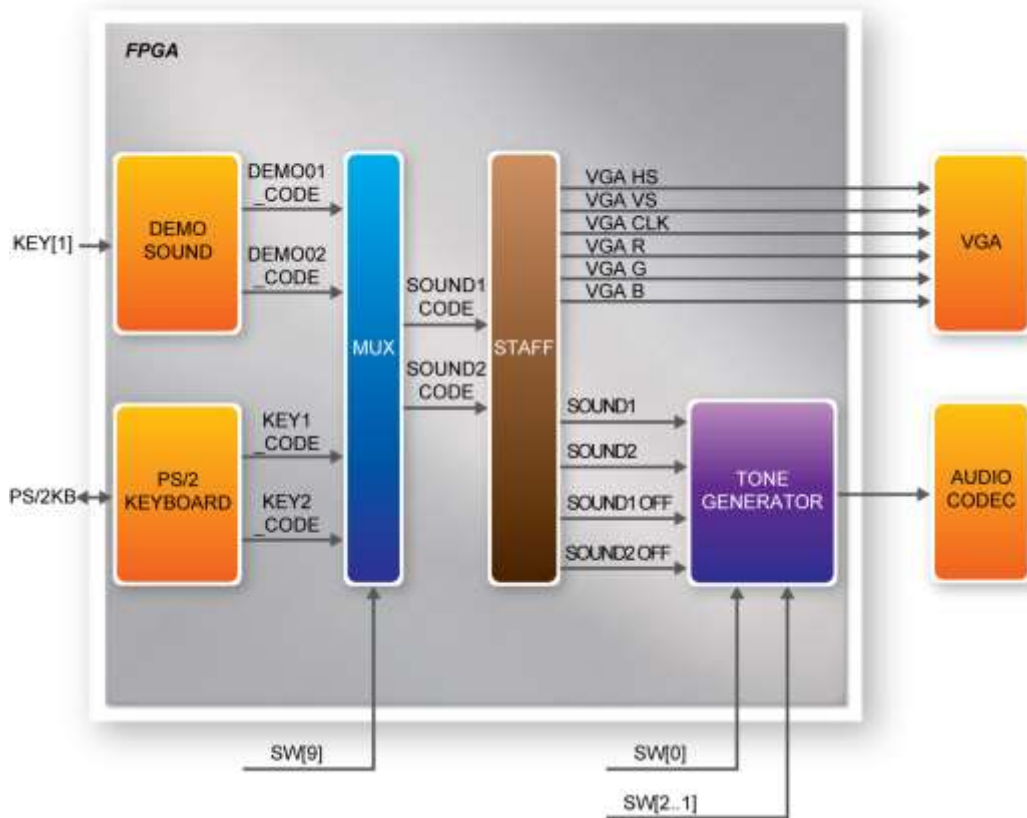 FPGA
KEY[1]
DEMO
SOUND
DEMO01
_CODE
DEMO02
_CODE
PS/2KB
PS/2
KEYBOARD
KEY1
_CODE
KEY2
_CODE
MUX
SOUND1
CODE
SOUND2
CODE
STAFF
VGA HS
VGA VS
VGA CLK
VGA R
VGA G
VGA B
VGA
SOUND1
SOUND2
SOUND1 OFF
SOUND2 OFF
TONE
GENERATOR
AUDIO
CODEC
SW[9]
SW[0]
SW[2..1]